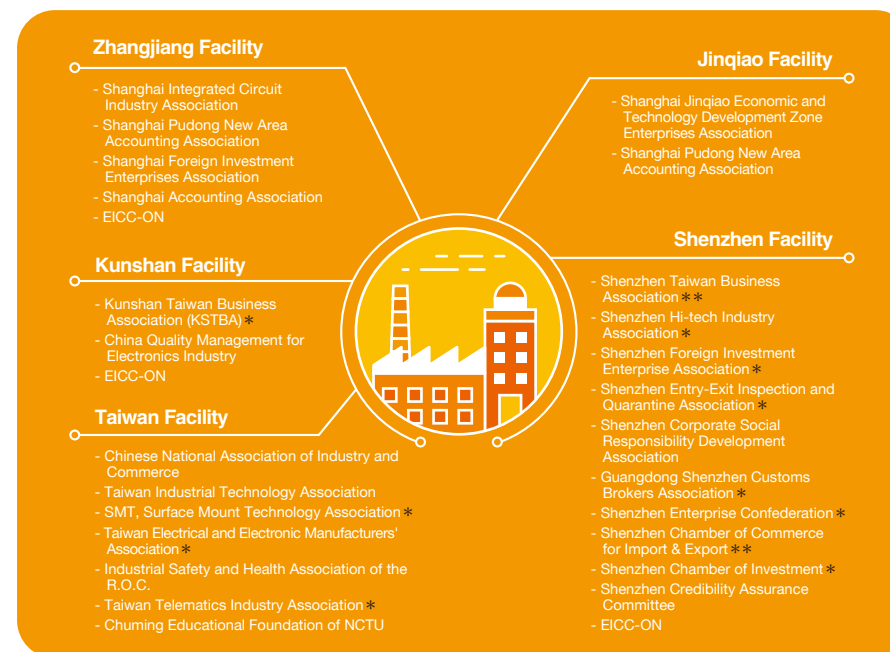 Zhangjiang Facility
- Shanghai Integrated Circuit
Industry Association
- Shanghai Pudong New Area
Accounting Association
- Shanghai Foreign Investment
Enterprises Association
- Shanghai Accounting Association
- EICC-ON
Jinqiao Facility
- Shanghai Jinqiao Economic and
Technology Development Zone
Enterprises Association
- Shanghai Pudong New Area
Accounting Association
Kunshan Facility
- Kunshan Taiwan Business
Association (KSTBA) *
- China Quality Management for
Electronics Industry
- EICC-ON
Shenzhen Facility
- Shenzhen Taiwan Business
Association **
- Shenzhen Hi-tech Industry
Association *
- Shenzhen Foreign Investment
Enterprise Association *
- Shenzhen Entry-Exit Inspection and
Quarantine Association *
- Shenzhen Corporate Social
Responsibility Development
Association
- Guangdong Shenzhen Customs
Brokers Association *
- Shenzhen Enterprise Confederation *
- Shenzhen Chamber of Commerce
for Import & Export **
- Shenzhen Chamber of Investment *
- Shenzhen Credibility Assurance
Committee
- EICC-ON
Taiwan Facility
- Chinese National Association of Industry and
Commerce
- Taiwan Industrial Technology Association
- SMT, Surface Mount Technology Association *
- Taiwan Electrical and Electronic Manufacturers'
Association *
- Industrial Safety and Health Association of the
R.O.C.
- Taiwan Telematics Industry Association *
- Chuming Educational Foundation of NCTU